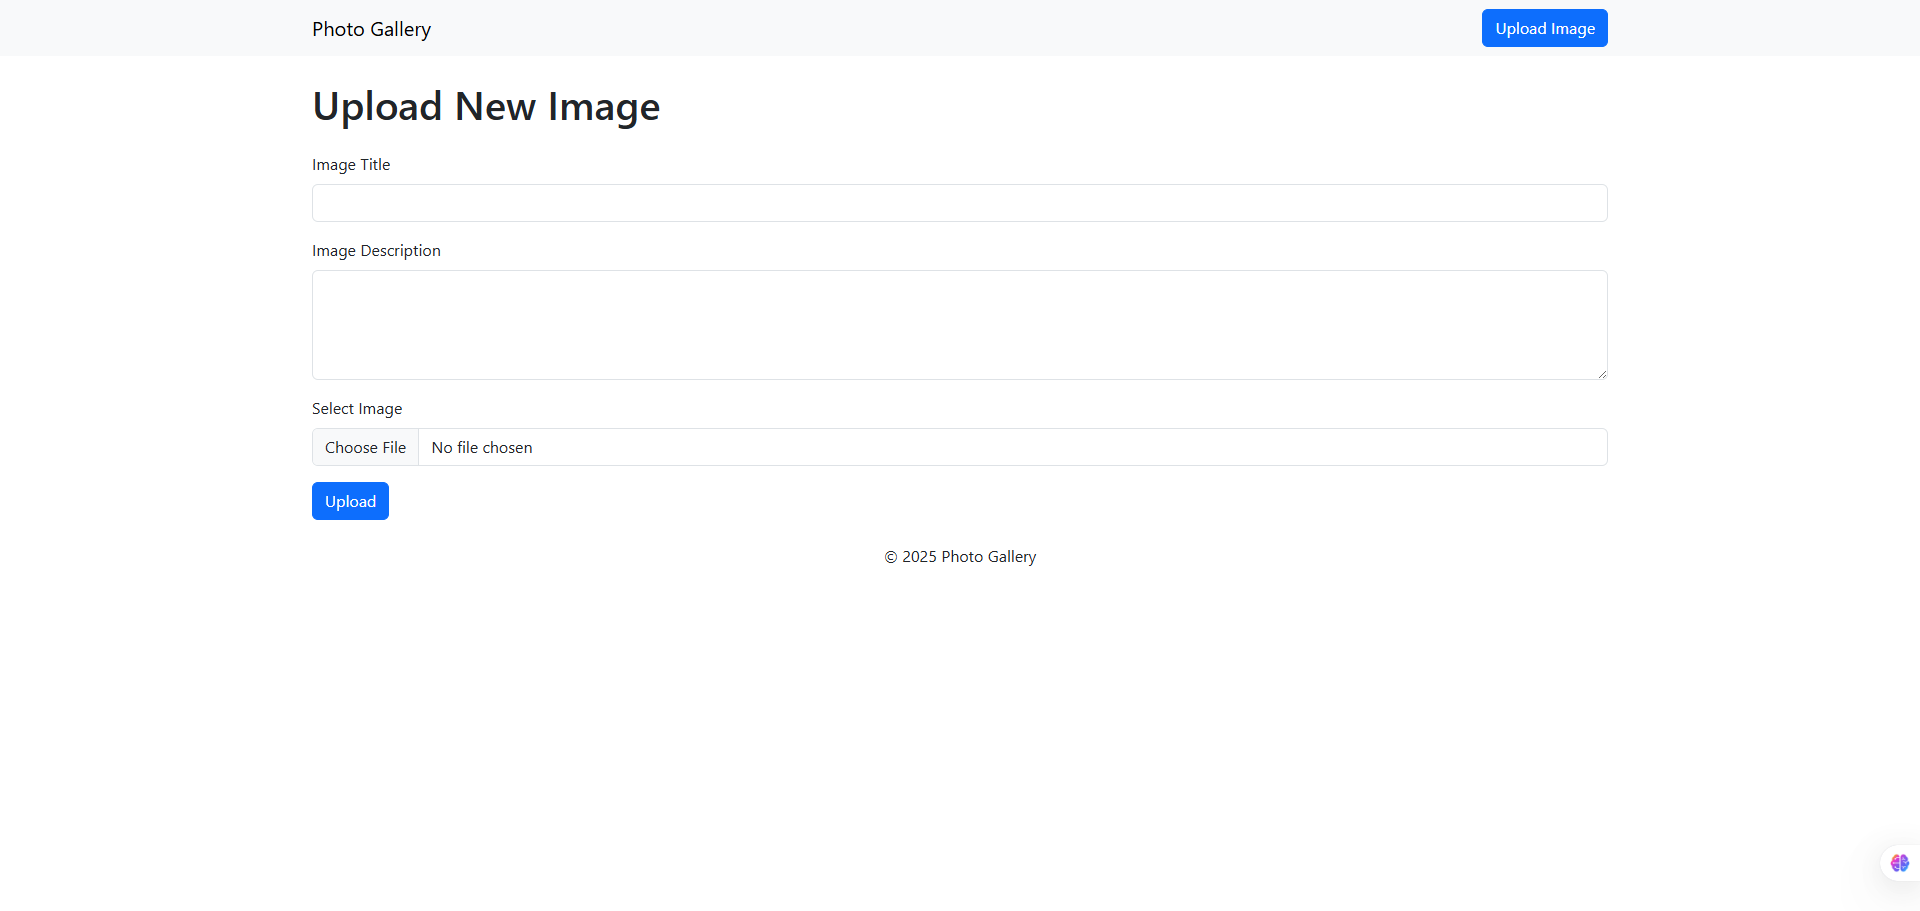 Photo Gallery
Upload Image
Upload New Image
Image Title
Image Description
Select Image
Choose File No file chosen
Upload
© 2025 Photo Gallery